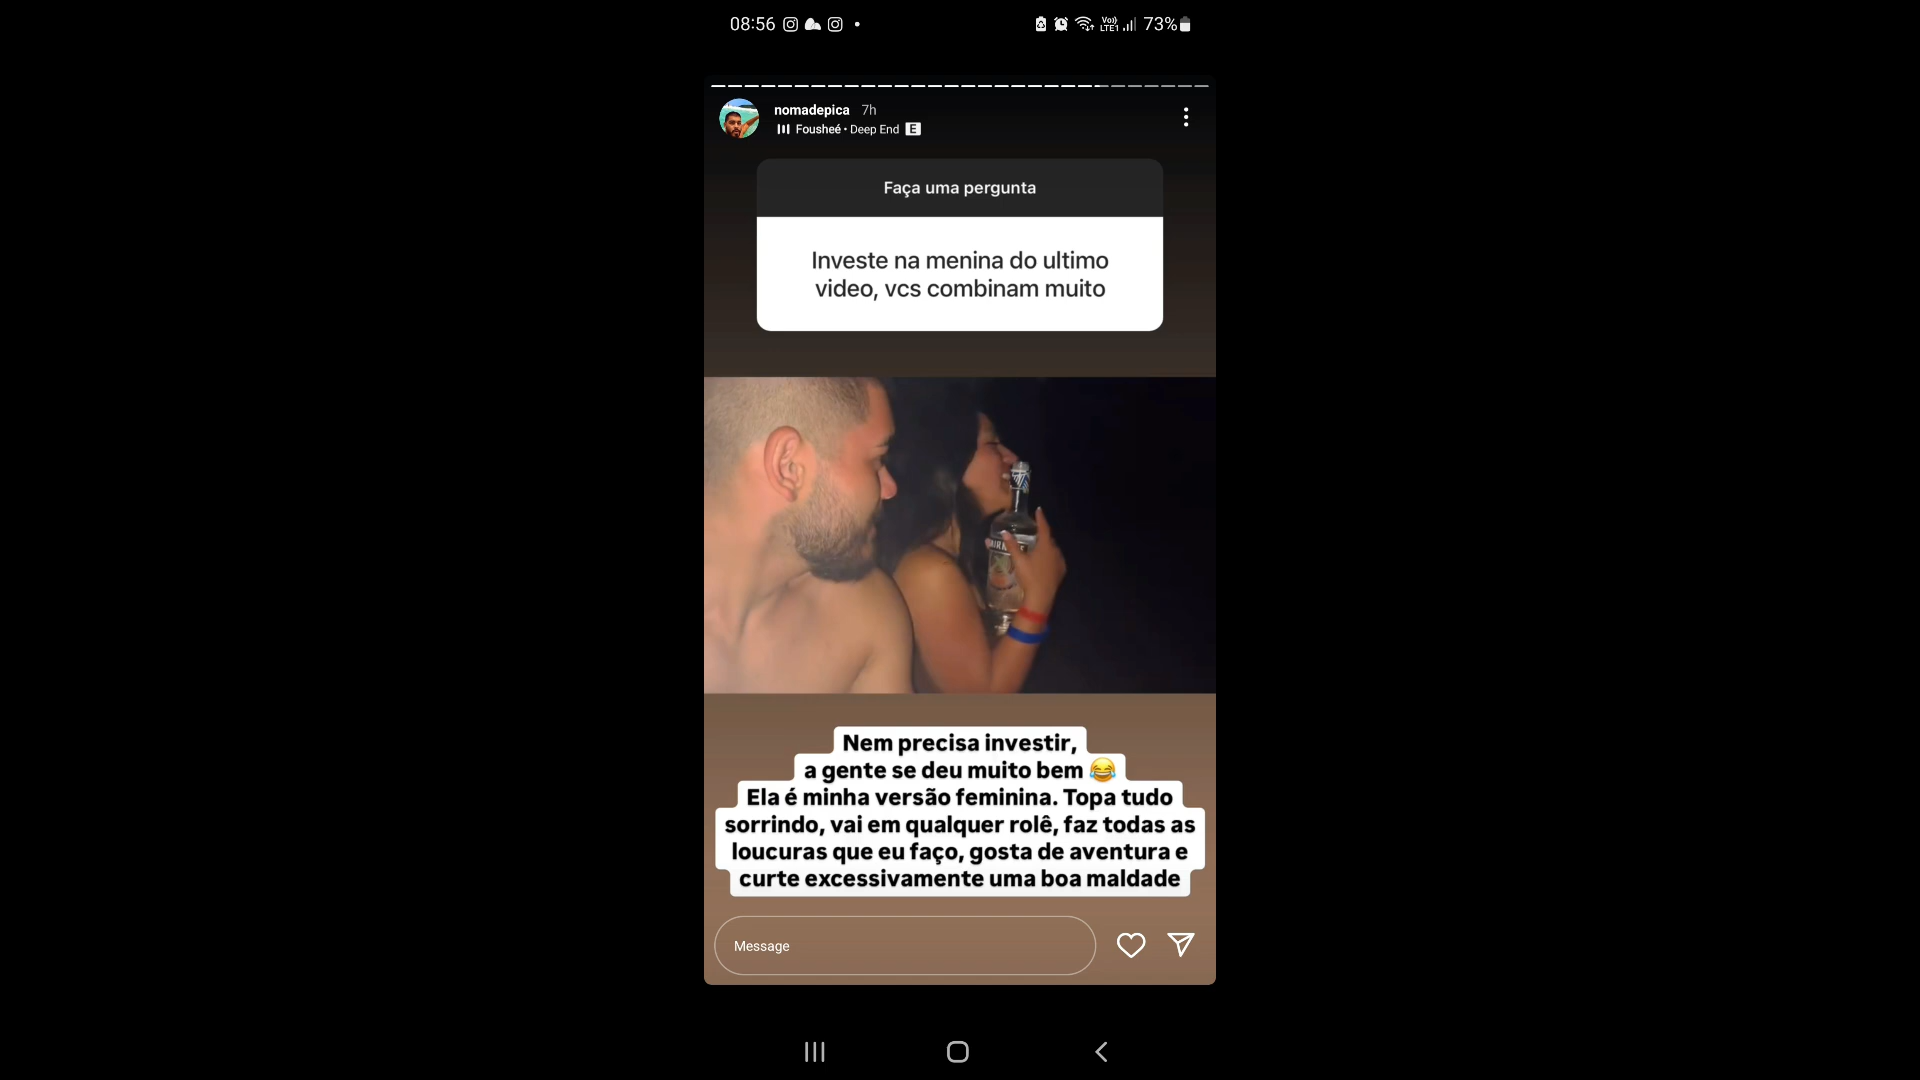 08:56
Vo))
LTE1
73%
nomadepica 7h
Fousheé • Deep End E
Faça uma pergunta
Investe na menina do ultimo
video, vcs combinam muito
Nem precisa investir,
a gente se deu muito bem 😂
Ela é minha versão feminina. Topa tudo
sorrindo, vai em qualquer rolê, faz todas as
loucuras que eu faço, gosta de aventura e
curte excessivamente uma boa maldade
Message